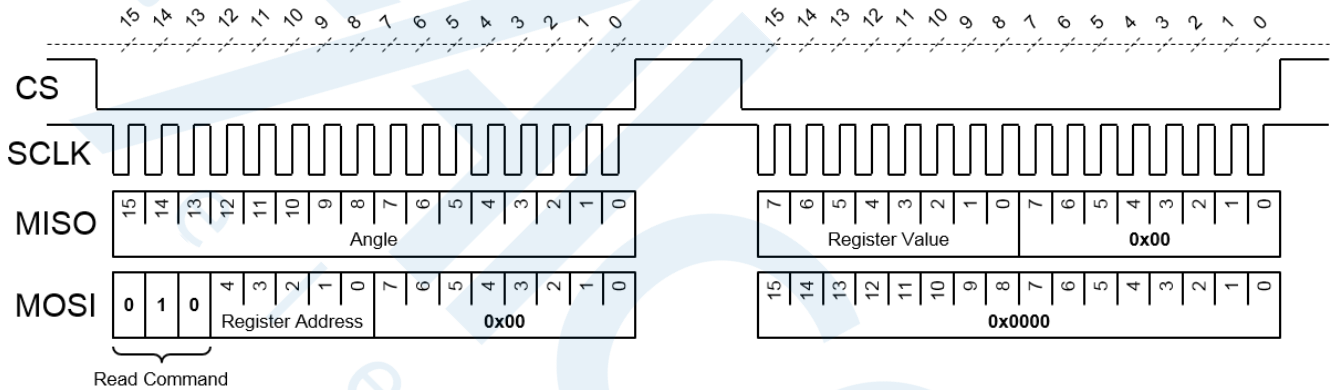 15 14 13 12 11 10 9 8 7 6 5 4 3 2 1 0 15 14 13 12 11 10 9 8 7 6 5 4 3 2 1 0
CS
SCLK
MISO 15 14 13 12 11 10 9 8 7 6 5 4 3 2 1 0 7 6 5 4 3 2 1 0 7 6 5 4 3 2 1 0
Angle Register Value 0x00
MOSI 0 1 0 4 3 2 1 0 7 6 5 4 3 2 1 0 15 14 13 12 11 10 9 8 7 6 5 4 3 2 1 0
Register Address 0x00 0x0000
Read Command